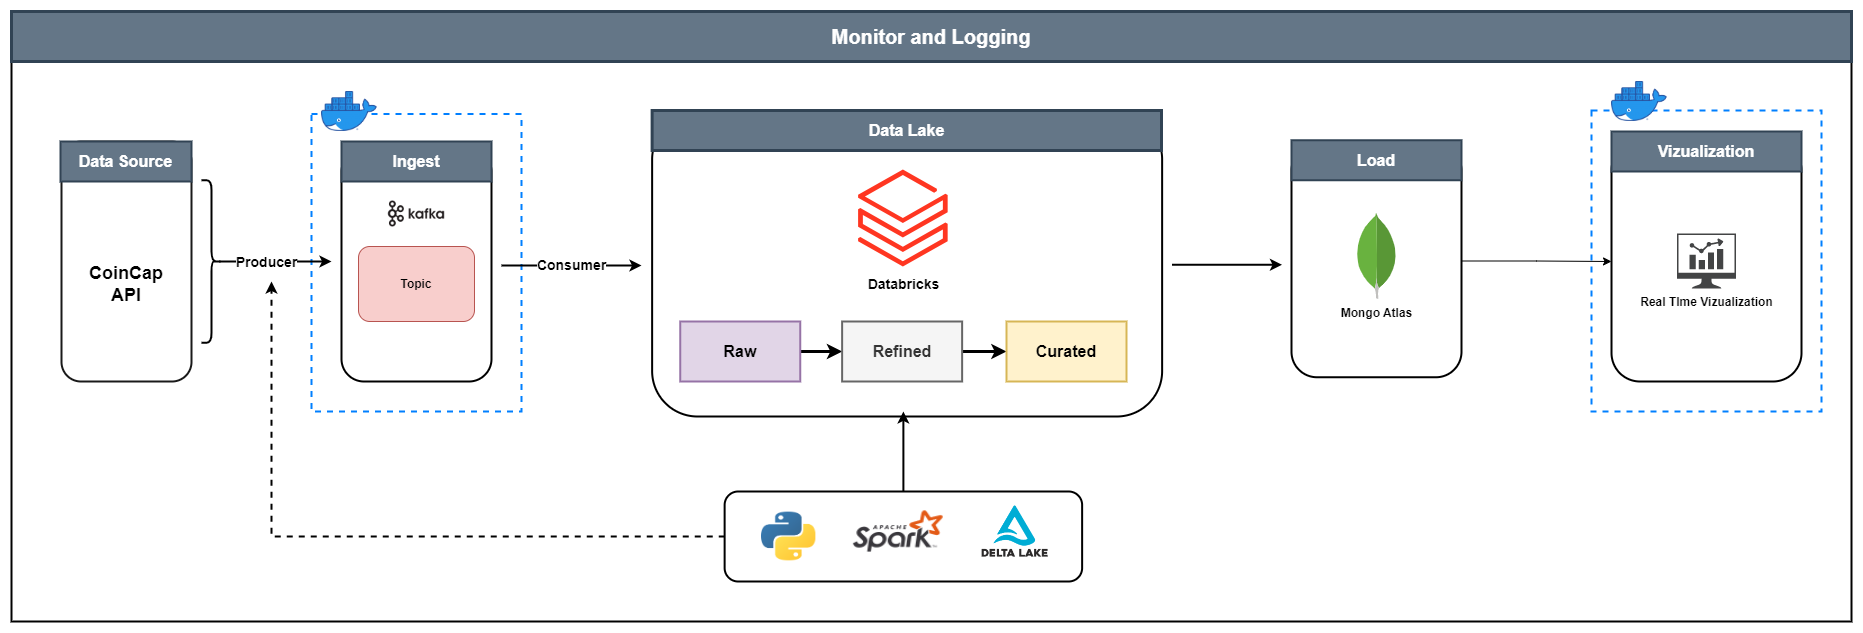 Monitor and Logging
Data Source
CoinCap
API
Producer
Ingest
kafka
Topic
Consumer
Data Lake
Databricks
Raw
Refined
Curated
Load
Mongo Atlas
Vizualization
Real TIme Vizualization
APACHE
Spark
DELTA LAKE